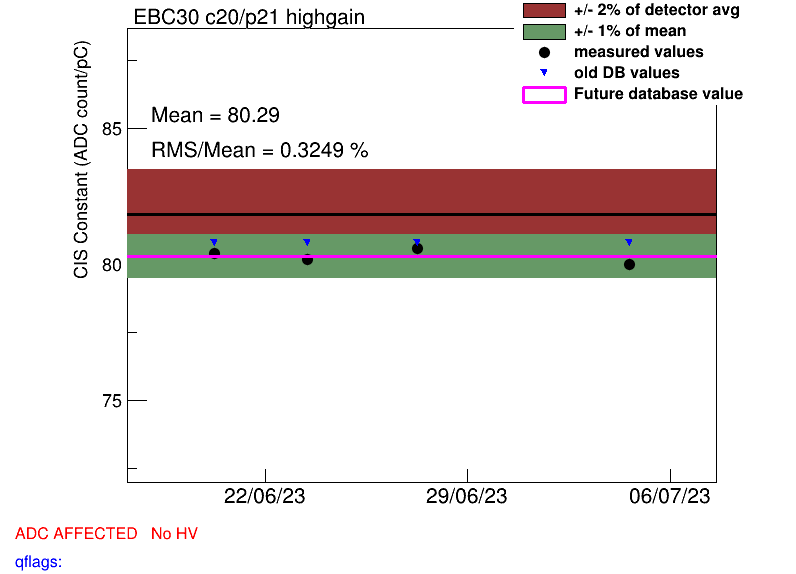 EBC30 c20/p21 highgain
+/- 2% of detector avg
+/- 1% of mean
measured values
old DB values
Future database value
CIS Constant (ADC count/pC)
Mean = 80.29
RMS/Mean = 0.3249 %
85
80
75
22/06/23 29/06/23 06/07/23
ADC AFFECTED No HV
qflags: